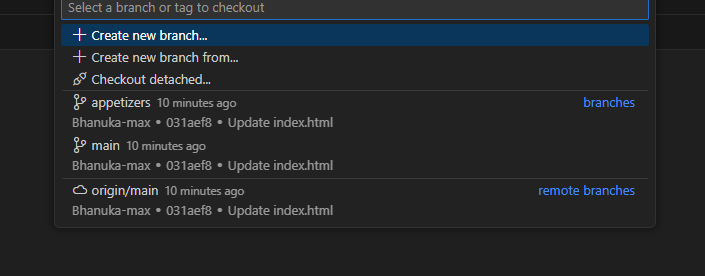 Select a branch or tag to checkout
Create new branch...
Create new branch from...
Checkout detached...
appetizers 10 minutes ago branches
Bhanuka-max • 031aef8 • Update index.html
main 10 minutes ago
Bhanuka-max • 031aef8 • Update index.html
origin/main 10 minutes ago remote branches
Bhanuka-max • 031aef8 • Update index.html